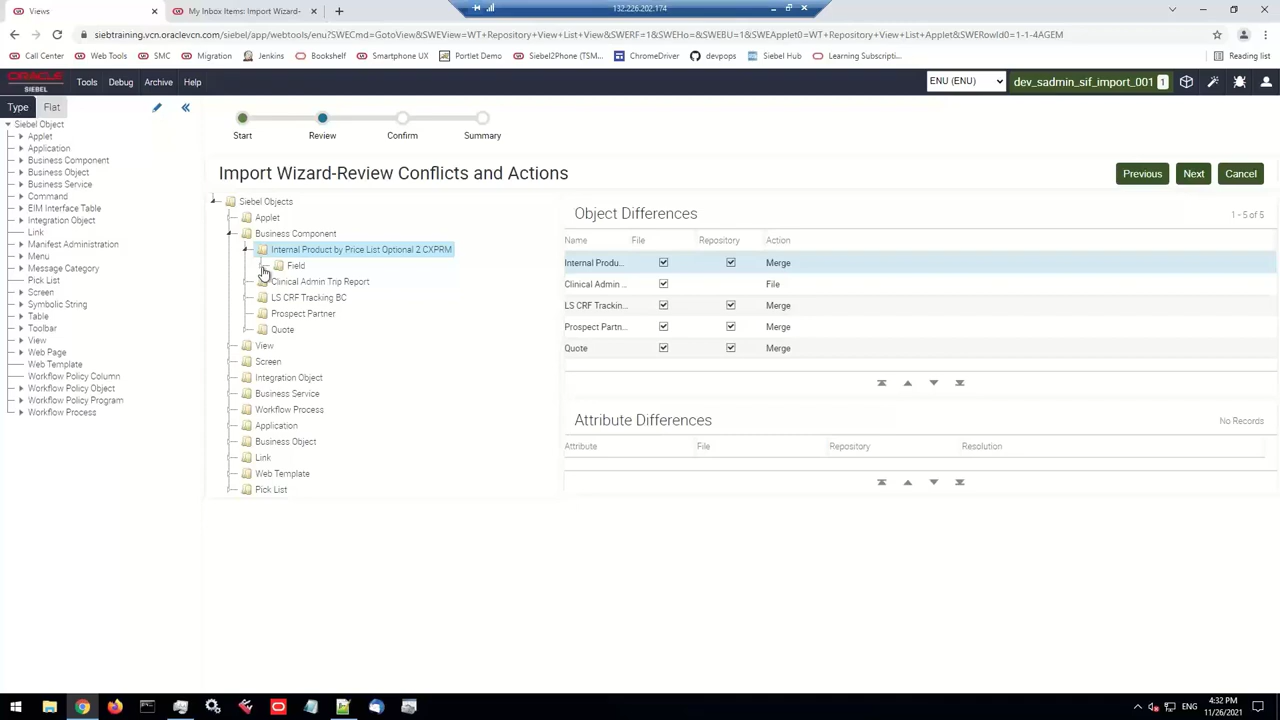 132.226.202.174
Views
My Inbox Items: Import Wizard-
siebtraining.vcn.oraclevcn.com/siebel/app/webtools/enu?SWECmd=GotoView&SWEView=WT+Repository+View+List+View&SWERF=1&SWEHo=&SWEBU=1&SWEApplet0=WT+Repository+View+List+Applet&SWERowId0=1-1-4AGEM
Call Center
Web Tools
SMC
Migration
Jenkins
Bookshelf
Smartphone UX
Portlet Demo
Siebel2Phone (TSM...
ChromeDriver
devpops
Siebel Hub
Learning Subscripti...
Reading list
ORACLE
SIEBEL
Tools
Debug
Archive
Help
ENU (ENU)
dev_sadmin_sif_import_001 1
Type
Flat
Siebel Object
Applet
Application
Business Component
Business Object
Business Service
Command
EIM Interface Table
Integration Object
Link
Manifest Administration
Menu
Message Category
Pick List
Screen
Symbolic String
Table
Toolbar
View
Web Page
Web Template
Workflow Policy Column
Workflow Policy Object
Workflow Policy Program
Workflow Process
Start
Review
Confirm
Summary
Import Wizard-Review Conflicts and Actions
Previous
Next
Cancel
Siebel Objects
Applet
Business Component
Internal Product by Price List Optional 2 CXPRM
Field
Clinical Admin Trip Report
LS CRF Tracking BC
Prospect Partner
Quote
View
Screen
Integration Object
Business Service
Workflow Process
Application
Business Object
Link
Web Template
Pick List
Object Differences
1 - 5 of 5
Name File Repository Action
Internal Produ... Merge
Clinical Admin ... File
LS CRF Trackin... Merge
Prospect Partn... Merge
Quote Merge
Attribute Differences
No Records
Attribute File Repository Resolution
ENG
4:32 PM
11/26/2021